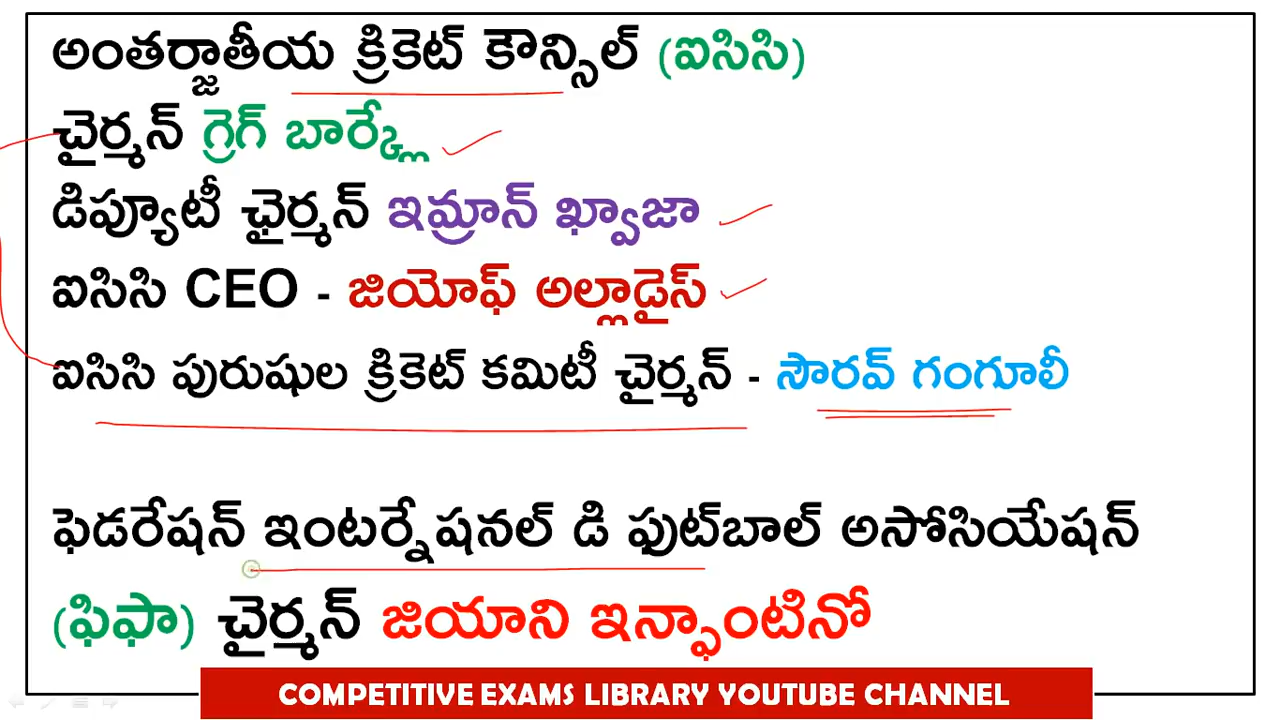 అంతర్జాతీయ క్రికెట్ కౌన్సిల్ (ఐసిసి)
చైర్మన్ గ్రెగ్ బార్క్లే
డిప్యూటీ ఛైర్మన్ ఇమ్రాన్ ఖ్వాజా
ఐసిసి CEO - జియోఫ్ అల్లాడైస్
ఐసిసి పురుషుల క్రికెట్ కమిటీ చైర్మన్ - సౌరవ్ గంగూలీ
ఫెడరేషన్ ఇంటర్నేషనల్ డి ఫుట్‌బాల్ అసోసియేషన్
(ఫిఫా) చైర్మన్ జియాని ఇన్ఫాంటినో
COMPETITIVE EXAMS LIBRARY YOUTUBE CHANNEL